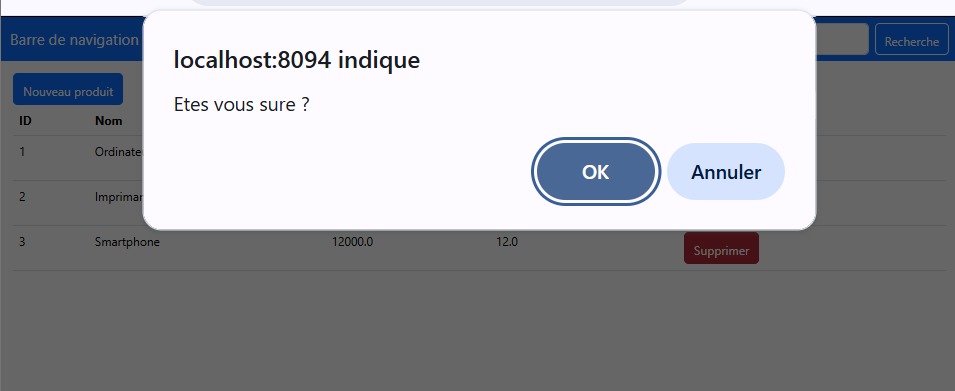 localhost:8094 indique
Etes vous sure ?
OK Annuler
Barre de navigation Recherche
Nouveau produit
ID Nom
1 Ordinate
2 Imprimar
3 Smartphone 12000.0 12.0 Supprimer